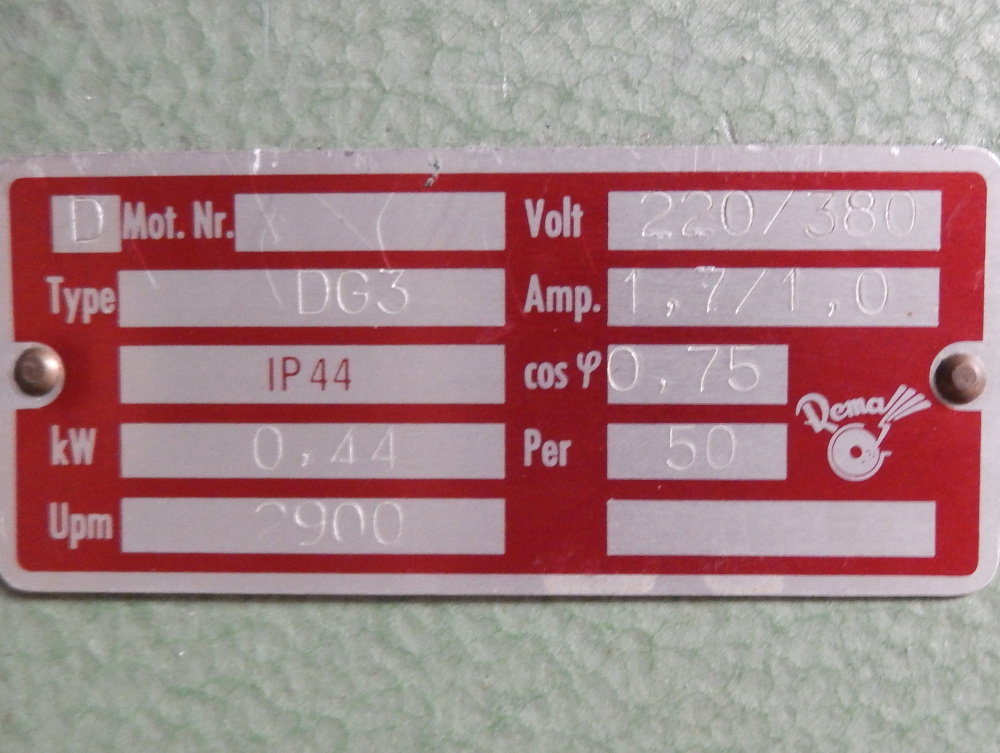 D Mot. Nr.
Type DG3
IP44
kW 0,44
Upm 2900
Volt 220/380
Amp. 1,7/1,0
cos φ 0,75
Per 50
Rema